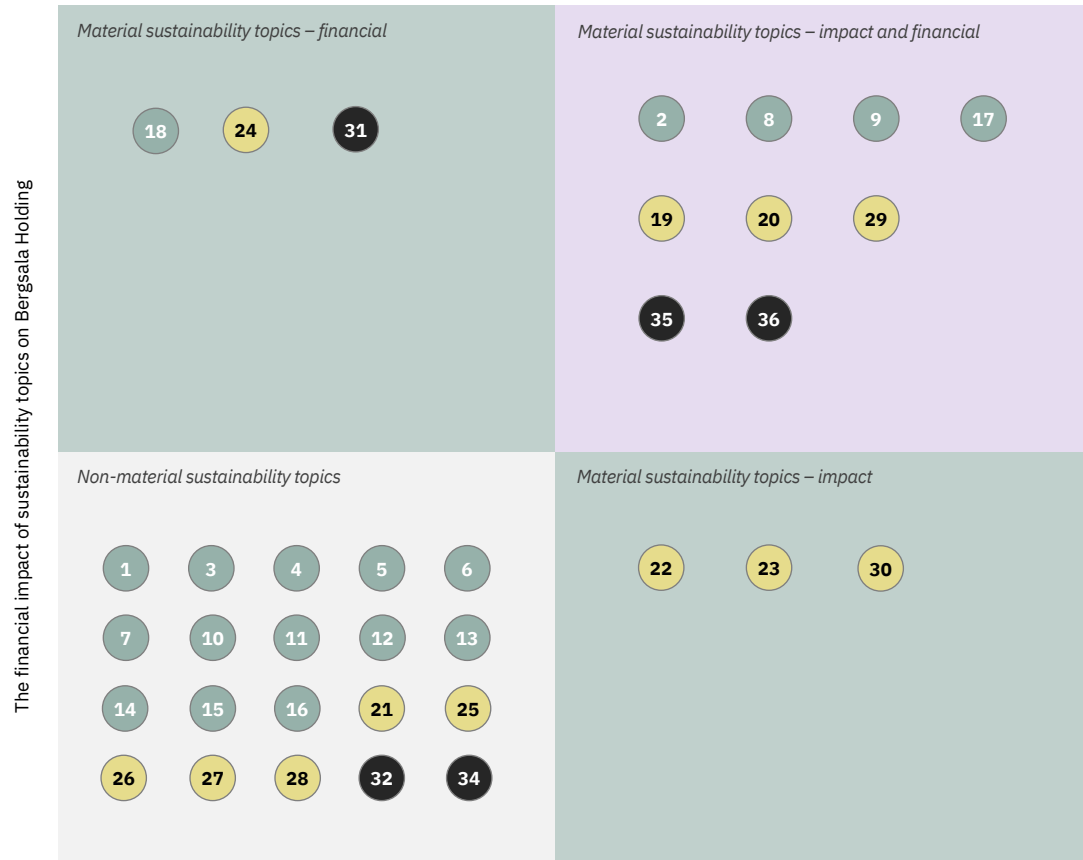 The financial impact of sustainability topics on Bergsala Holding
Material sustainability topics – financial
18 24 31
Material sustainability topics – impact and financial
2 8 9 17
19 20 29
35 36
Non-material sustainability topics
1 3 4 5 6
7 10 11 12 13
14 15 16 21 25
26 27 28 32 34
Material sustainability topics – impact
22 23 30